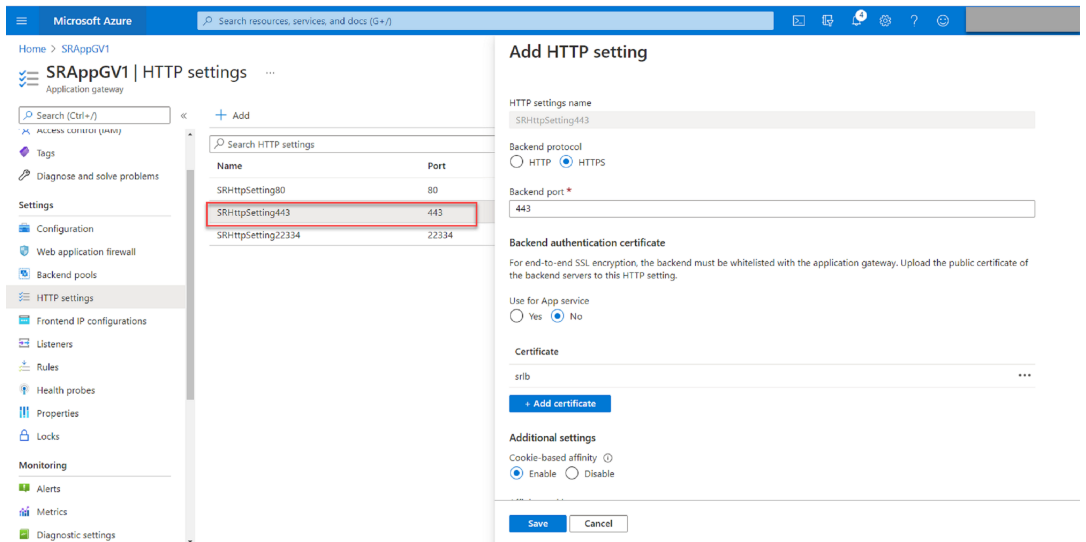 Microsoft Azure
Search resources, services, and docs (G+/)
4
Home > SRAppGV1
SRAppGV1 | HTTP settings ...
Application gateway
Search (Ctrl+/)
«
Access control (IAM)
Tags
Diagnose and solve problems
Settings
Configuration
Web application firewall
Backend pools
HTTP settings
Frontend IP configurations
Listeners
Rules
Health probes
Properties
Locks
Monitoring
Alerts
Metrics
Diagnostic settings
+ Add
Search HTTP settings
Name Port
SRHttpSetting80 80
SRHttpSetting443 443
SRHttpSetting22334 22334
Add HTTP setting
HTTP settings name
SRHttpSetting443
Backend protocol
HTTP HTTPS
Backend port *
443
Backend authentication certificate
For end-to-end SSL encryption, the backend must be whitelisted with the application gateway. Upload the public certificate of
the backend servers to this HTTP setting.
Use for App service
Yes No
Certificate
srlb ...
+ Add certificate
Additional settings
Cookie-based affinity
Enable Disable
Save Cancel